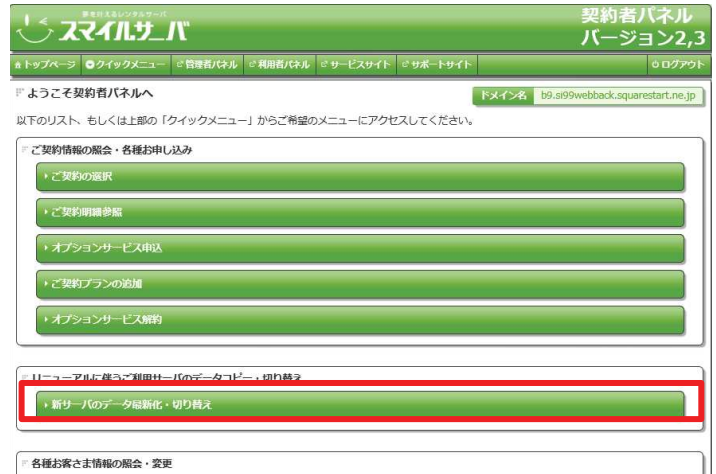 夢を叶えるレンタルサーバ
スマイルサーバ
契約者パネル
バージョン2,3
トップページ クイックメニュー 管理者パネル 利用者パネル サービスサイト サポートサイト ログアウト
ようこそ契約者パネルへ
ドメイン名 b9.si99webback.squarestart.ne.jp
以下のリスト、もしくは上部の「クイックメニュー」からご希望のメニューにアクセスしてください。
ご契約情報の照会・各種お申し込み
ご契約の選択
ご契約明細参照
オプションサービス申込
ご契約プランの追加
オプションサービス解約
リニューアルに伴うご利用サーバのデータコピー・切り替え
新サーバのデータ最新化・切り替え
各種お客さま情報の照会・変更